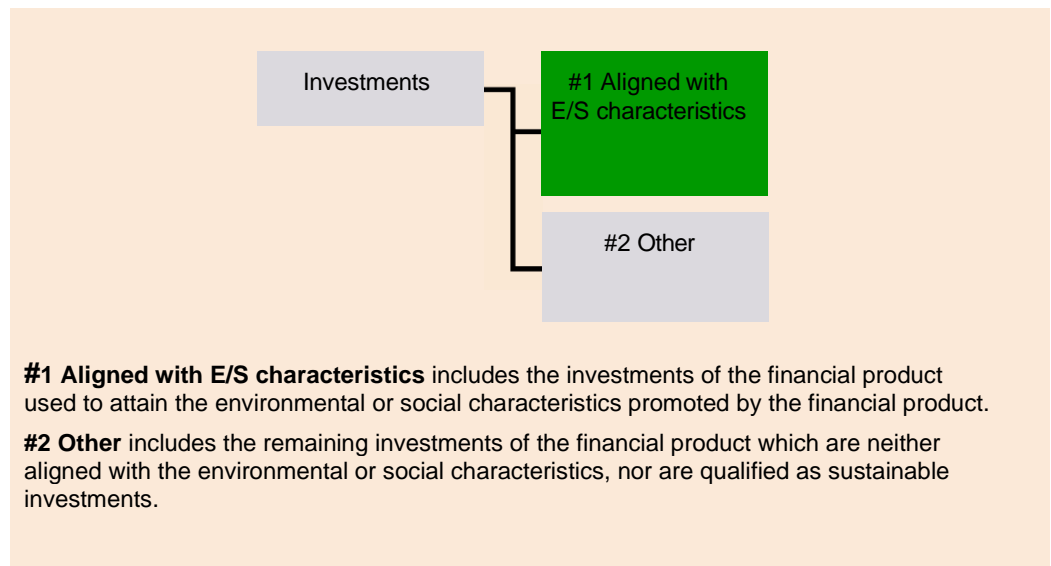 Investments
#1 Aligned with
E/S characteristics
#2 Other
#1 Aligned with E/S characteristics includes the investments of the financial product
used to attain the environmental or social characteristics promoted by the financial product.
#2 Other includes the remaining investments of the financial product which are neither
aligned with the environmental or social characteristics, nor are qualified as sustainable
investments.